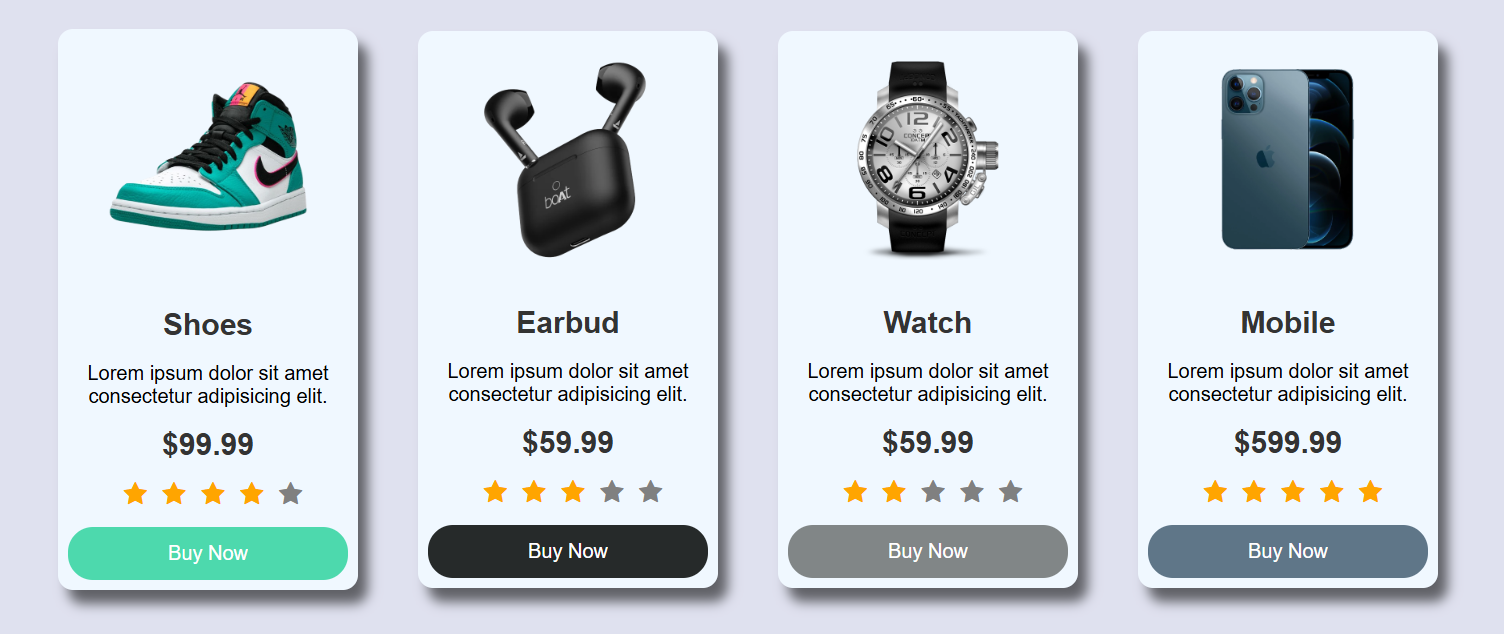 boAt
CONCEP
Shoes
Lorem ipsum dolor sit amet
consectetur adipisicing elit.
$99.99
Buy Now
Earbud
Lorem ipsum dolor sit amet
consectetur adipisicing elit.
$59.99
Buy Now
Watch
Lorem ipsum dolor sit amet
consectetur adipisicing elit.
$59.99
Buy Now
Mobile
Lorem ipsum dolor sit amet
consectetur adipisicing elit.
$599.99
Buy Now